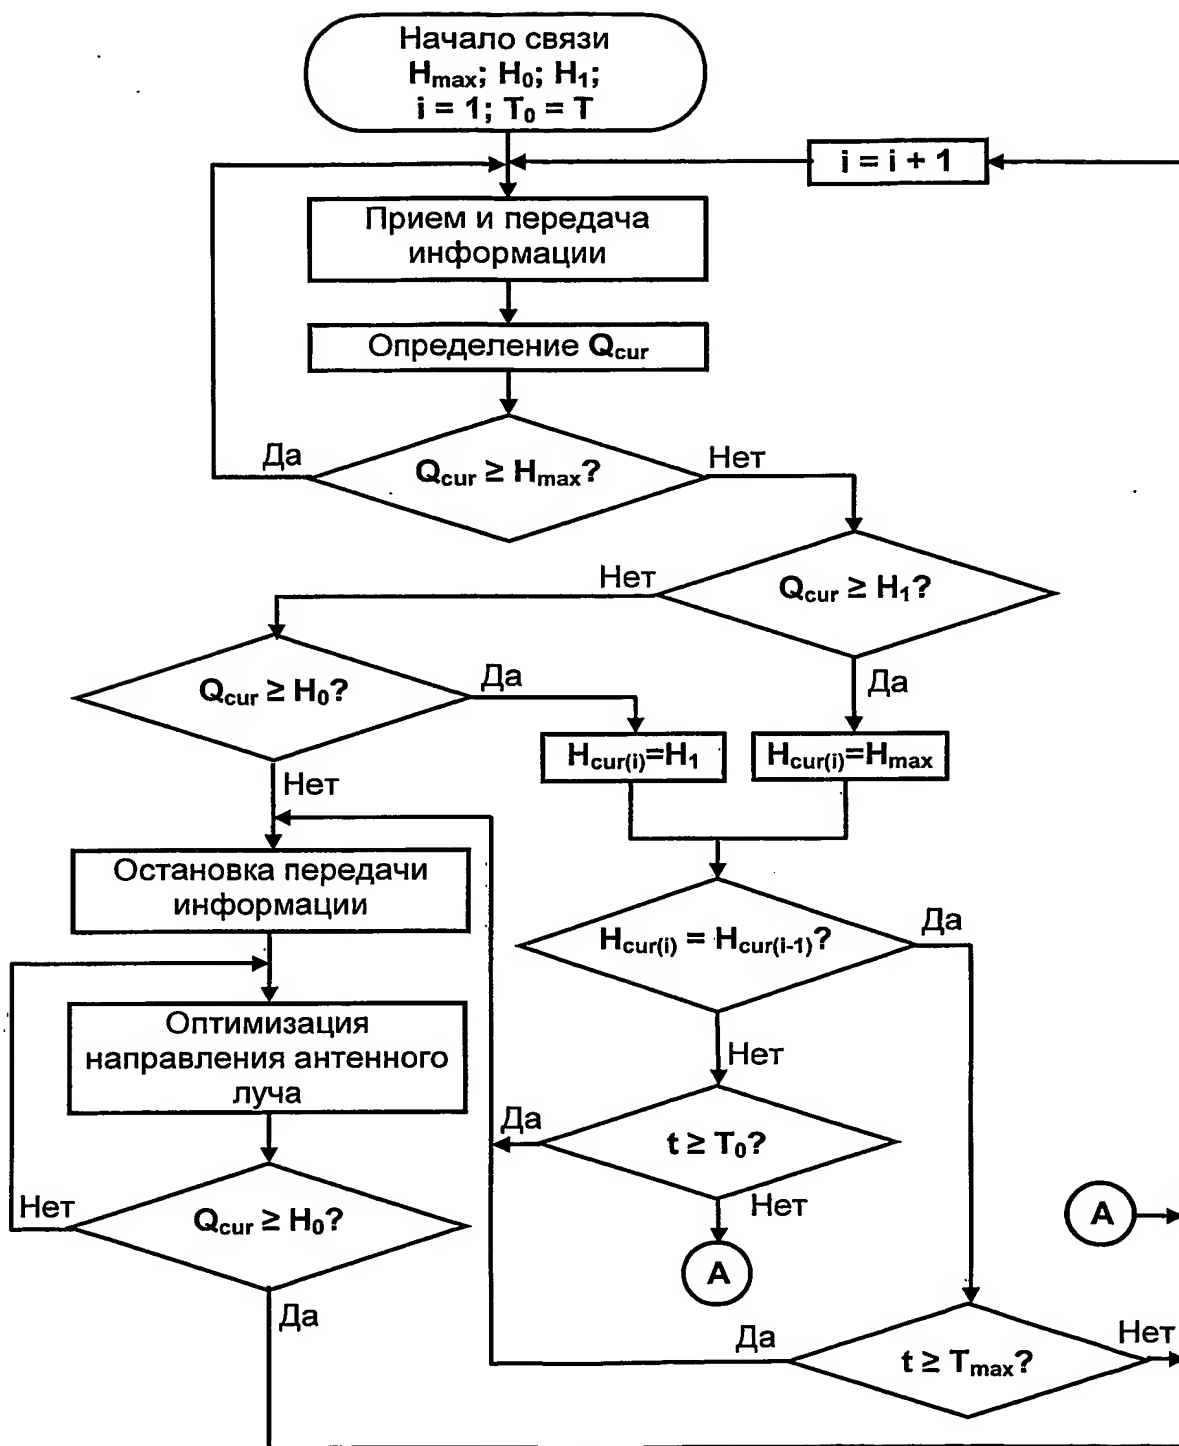 Начало связи
Hmax; H0; H1;
i = 1; T0 = T
i = i + 1
Прием и передача
информации
Определение Qcur
Да
Qcur ≥ Hmax?
Нет
Нет
Qcur ≥ H1?
Qcur ≥ H0?
Да
Да
Hcur(i)=H1
Hcur(i)=Hmax
Нет
Остановка передачи
информации
Hcur(i) = Hcur(i-1)?
Да
Оптимизация
направления антенного
луча
Нет
Да
t ≥ T0?
Нет
Нет
Qcur ≥ H0?
A
A
Да
Да
t ≥ Tmax?
Нет